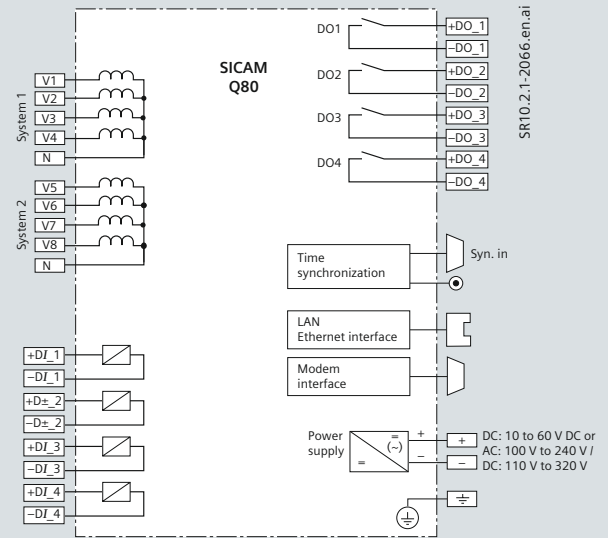 SICAM
Q80
System 1
V1
V2
V3
V4
N
System 2
V5
V6
V7
V8
N
+DI_1
−DI_1
+D±_2
−D±_2
+DI_3
−DI_3
+DI_4
−DI_4
DO1
+DO_1
−DO_1
DO2
+DO_2
−DO_2
DO3
+DO_3
−DO_3
DO4
+DO_4
−DO_4
SR10.2.1-2066.en.ai
Time
synchronization
Syn. in
LAN
Ethernet interface
Modem
interface
Power
supply
=
(~)
=
+
−
+
−
DC: 10 to 60 V DC or
AC: 100 V to 240 V /
DC: 110 V to 320 V